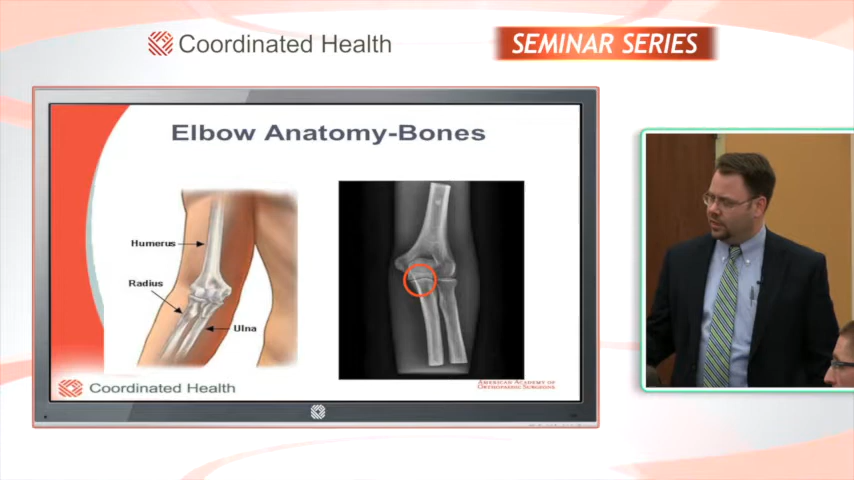 Coordinated Health
SEMINAR SERIES
Elbow Anatomy-Bones
Humerus
Radius
Ulna
Coordinated Health
AMERICAN ACADEMY OF
ORTHOPAEDIC SURGEONS